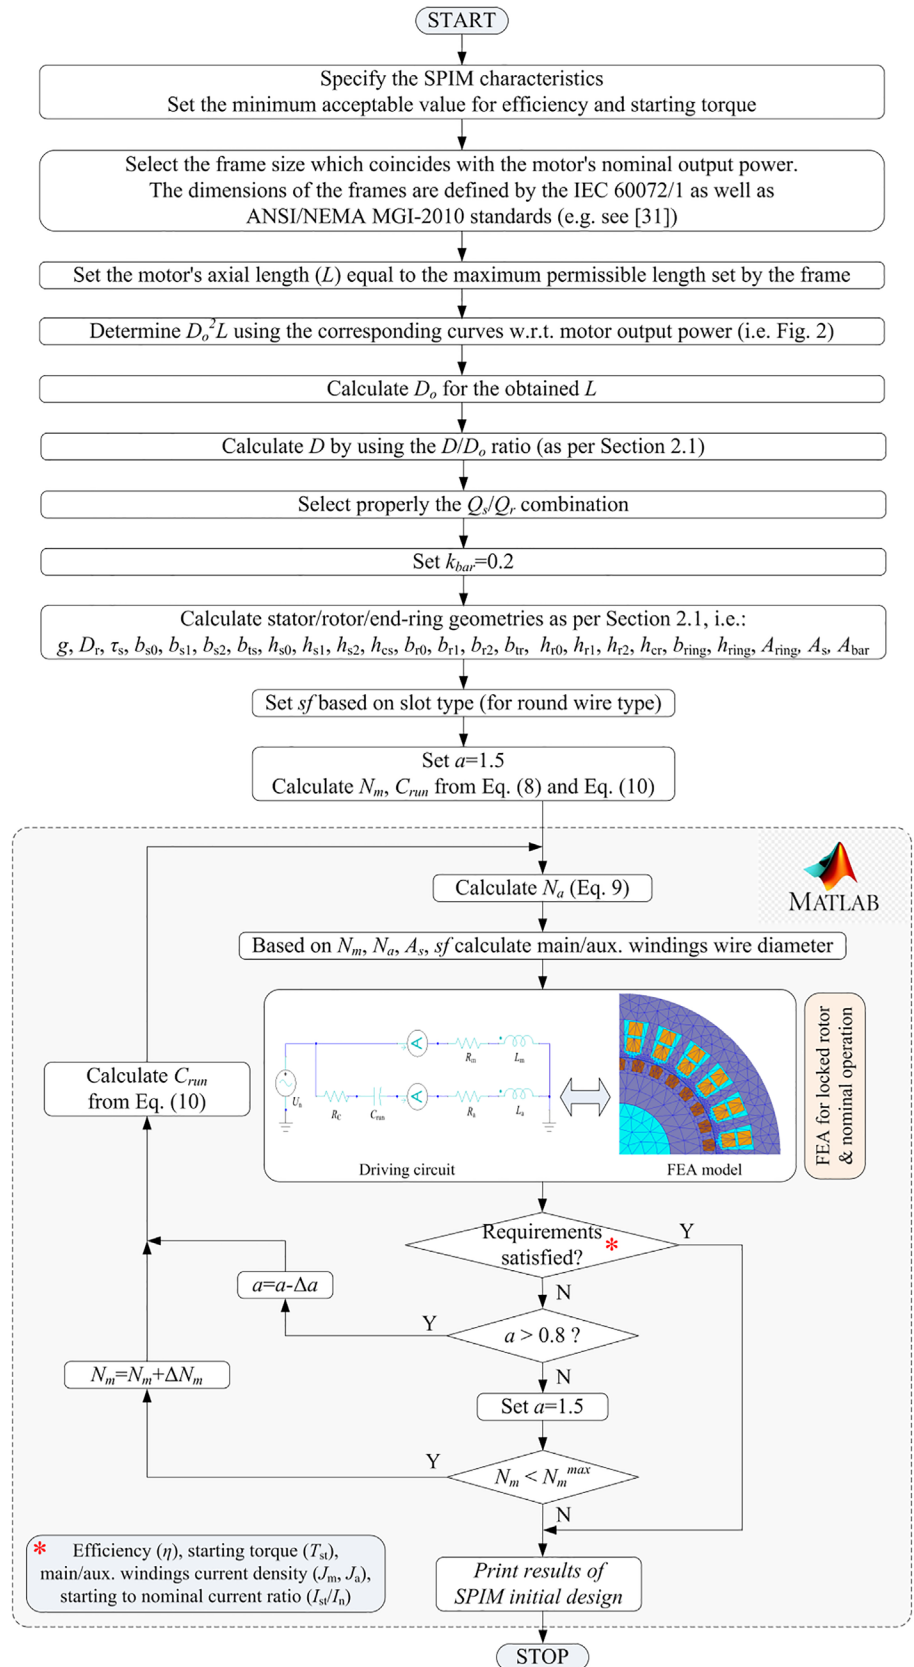 START
Specify the SPIM characteristics
Set the minimum acceptable value for efficiency and starting torque
Select the frame size which coincides with the motor's nominal output power.
The dimensions of the frames are defined by the IEC 60072/1 as well as
ANSI/NEMA MGI-2010 standards (e.g. see [31])
Set the motor's axial length (L) equal to the maximum permissible length set by the frame
Determine Dₒ²L using the corresponding curves w.r.t. motor output power (i.e. Fig. 2)
Calculate Dₒ for the obtained L
Calculate D by using the D/Dₒ ratio (as per Section 2.1)
Select properly the Qs/Qr combination
Set kbar=0.2
Calculate stator/rotor/end-ring geometries as per Section 2.1, i.e.:
g, Dr, τs, bs0, bs1, bs2, bts, hs0, hs1, hs2, hcs, br0, br1, br2, btr, hr0, hr1, hr2, hcr, bring, hring, Aring, As, Abar
Set sf based on slot type (for round wire type)
Set a=1.5
Calculate Nm, Crun from Eq. (8) and Eq. (10)
MATLAB
Calculate Na (Eq. 9)
Based on Nm, Na, As, sf calculate main/aux. windings wire diameter
A
Rm
Lm
Un
RC
Crun
A
Ra
La
Driving circuit
FEA model
FEA for locked rotor
& nominal operation
Calculate Crun
from Eq. (10)
Requirements
satisfied? *
Y
N
a=a-Δa
Y
a > 0.8 ?
N
Nm=Nm+ΔNm
Set a=1.5
Y
Nm < Nm^max
N
* Efficiency (η), starting torque (Tst),
main/aux. windings current density (Jm, Ja),
starting to nominal current ratio (Ist/In)
Print results of
SPIM initial design
STOP